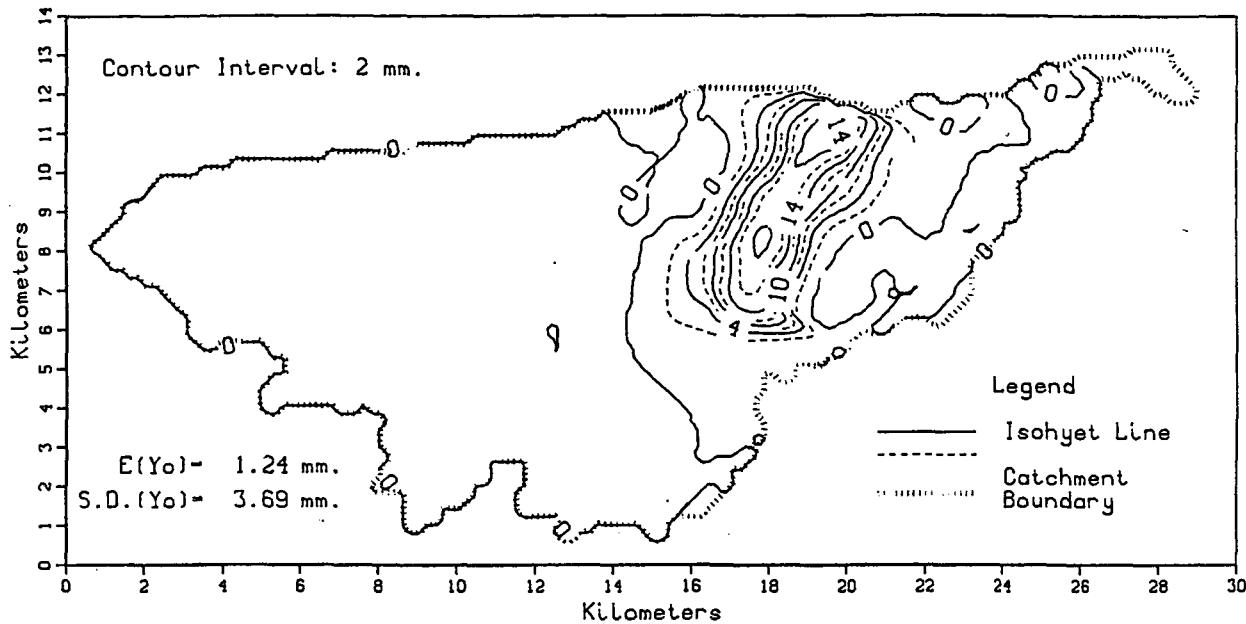 Contour Interval: 2 mm.
E(Yo)= 1.24 mm.
S.D.(Yo)= 3.69 mm.
Legend
Isohyet Line
Catchment
Boundary
Kilometers
14
13
12
11
10
9
8
7
6
5
4
3
2
1
0
0 2 4 6 8 10 12 14 16 18 20 22 24 26 28 30
Kilometers
0
0
0
0
0
0
0
0
0
0
14
14
10
4